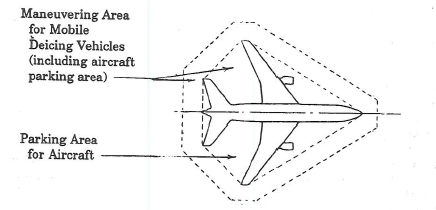 Maneuvering Area
for Mobile
Deicing Vehicles
(including aircraft
parking area)
Parking Area
for Aircraft